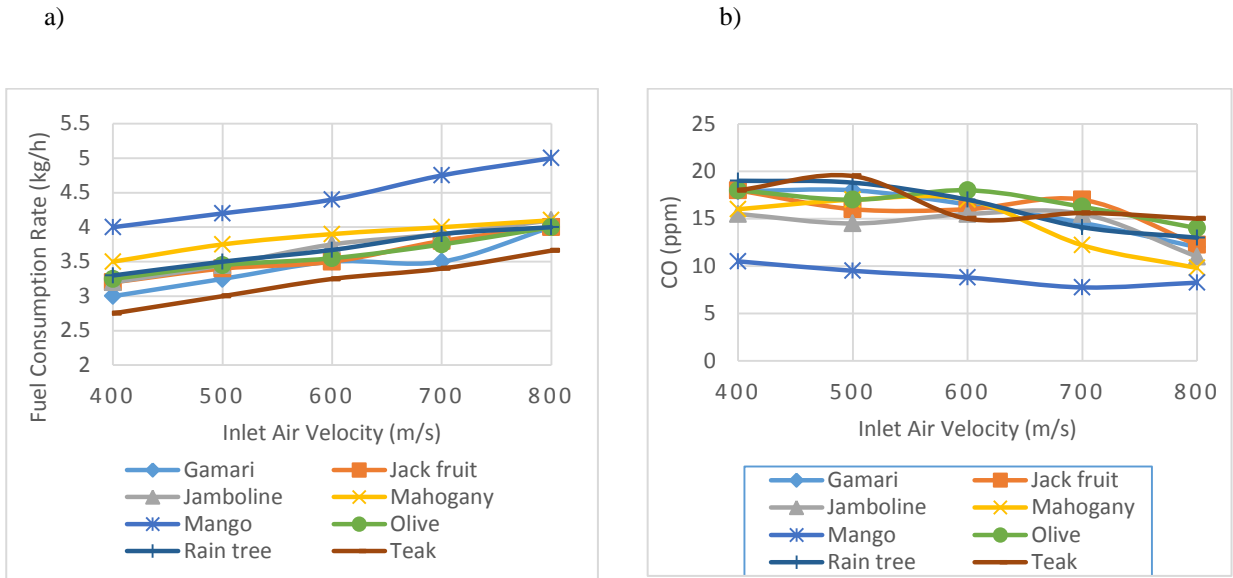 a)
b)
Fuel Consumption Rate (kg/h)
5.5
5
4.5
4
3.5
3
2.5
2
400 500 600 700 800
Inlet Air Velocity (m/s)
Gamari Jack fruit
Jamboline Mahogany
Mango Olive
Rain tree Teak
CO (ppm)
25
20
15
10
5
0
400 500 600 700 800
Inlet Air Velocity (m/s)
Gamari Jack fruit
Jamboline Mahogany
Mango Olive
Rain tree Teak